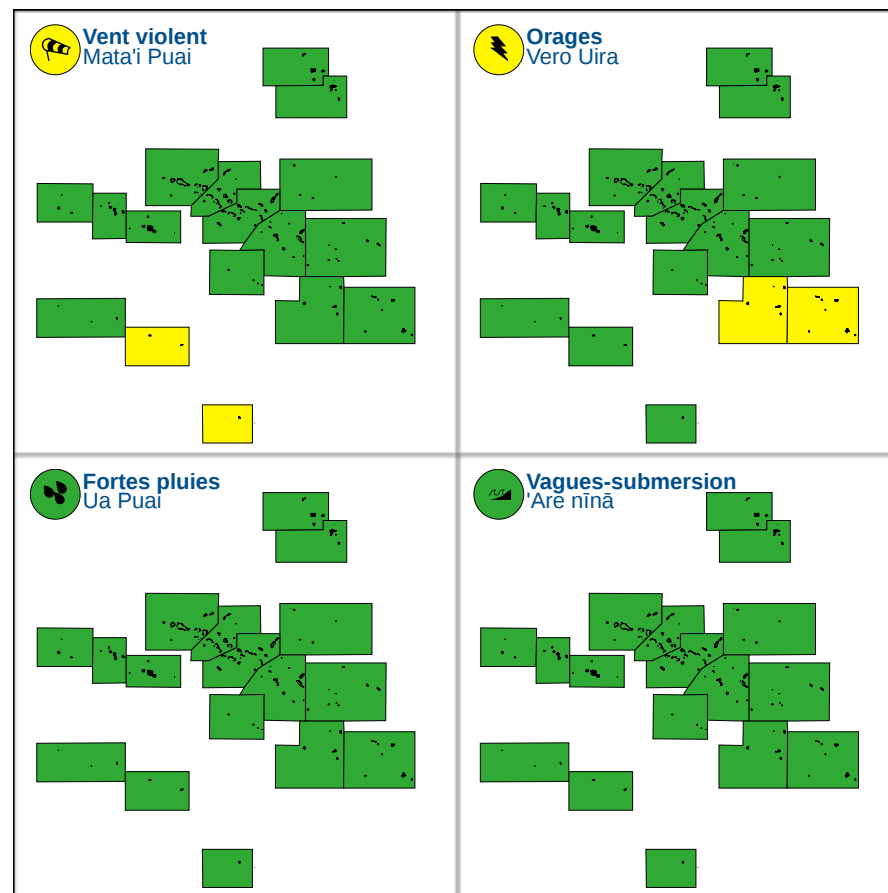 Vent violent
Mata'i Puai
Orages
Vero Uira
Fortes pluies
Ua Puai
Vagues-submersion
'Are nīnā